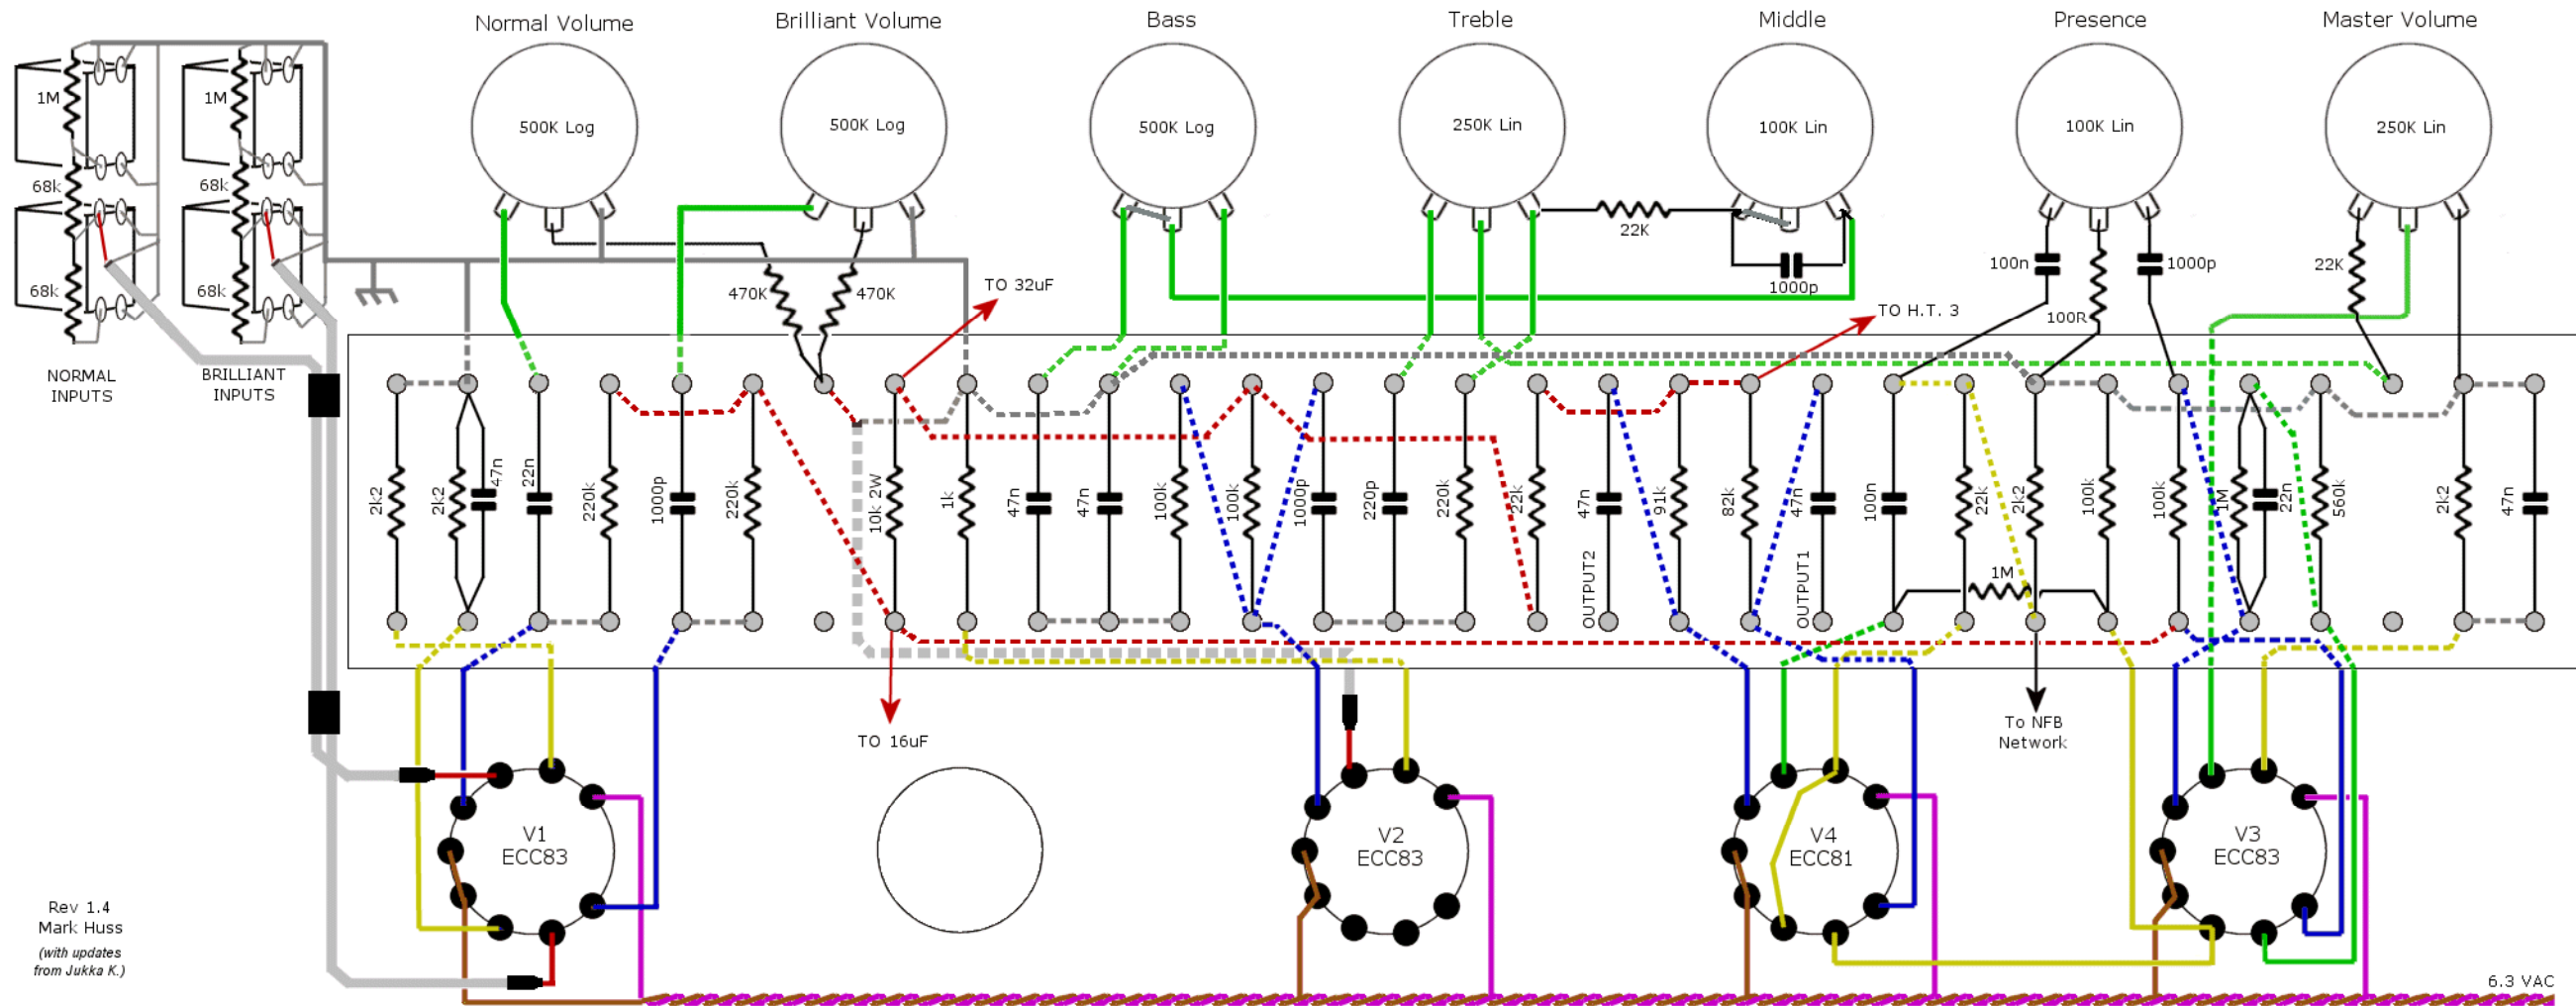 Normal Volume
Brilliant Volume
Bass
Treble
Middle
Presence
Master Volume
500K Log
500K Log
500K Log
250K Lin
100K Lin
100K Lin
250K Lin
1M
1M
68k
68k
68k
68k
NORMAL
INPUTS
BRILLIANT
INPUTS
470K
470K
TO 32uF
22K
1000p
TO H.T. 3
100n
100R
1000p
22K
2k2
2k2
47n
22n
220k
1000p
220k
10k 2W
1k
47n
47n
100k
100k
1000p
220p
220k
22k
47n
OUTPUT2
91k
82k
47n
OUTPUT1
100n
22k
2k2
100k
100k
1M
22n
560k
2k2
47n
1M
TO 16uF
To NFB
Network
V1
ECC83
V2
ECC83
V4
ECC81
V3
ECC83
Rev 1.4
Mark Huss
(with updates
from Jukka K.)
6.3 VAC